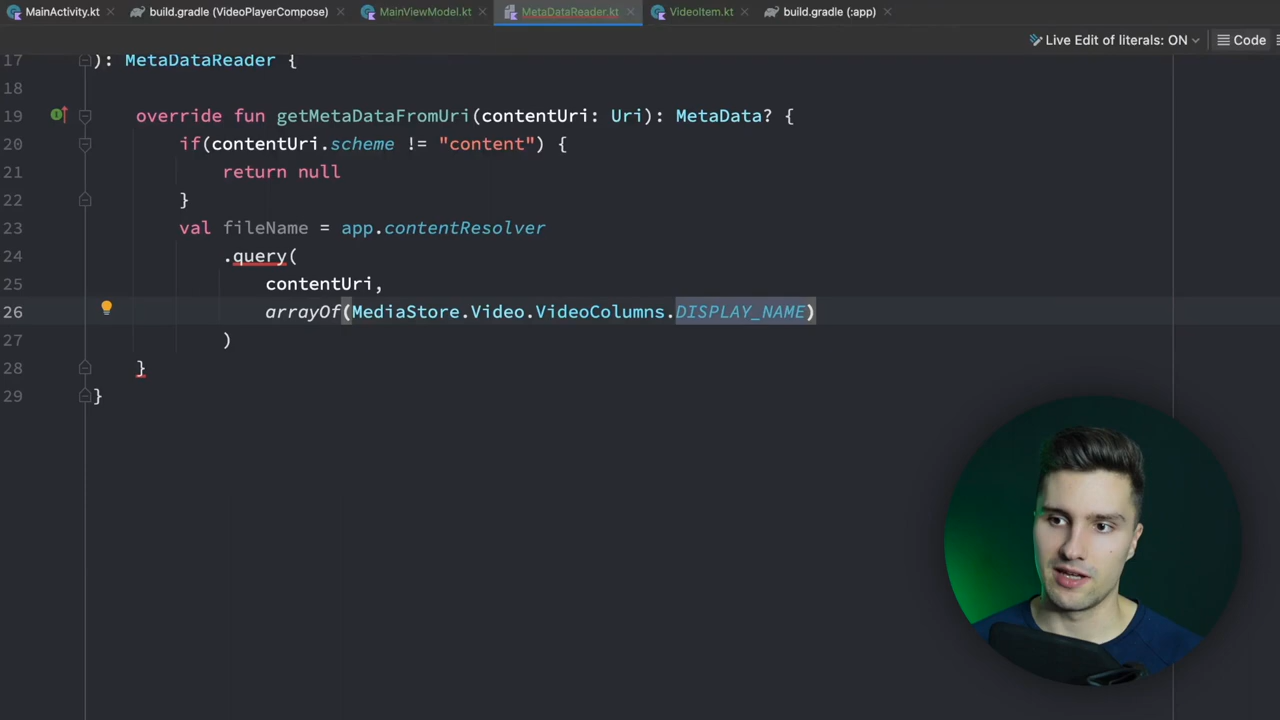 MainActivity.kt build.gradle (VideoPlayerCompose) MainViewModel.kt MetaDataReader.kt VideoItem.kt build.gradle (:app)
Live Edit of literals: ON Code
17 ): MetaDataReader {
18
19 override fun getMetaDataFromUri(contentUri: Uri): MetaData? {
20 if(contentUri.scheme != "content") {
21 return null
22 }
23 val fileName = app.contentResolver
24 .query(
25 contentUri,
26 arrayOf(MediaStore.Video.VideoColumns.DISPLAY_NAME)
27 )
28 }
29 }